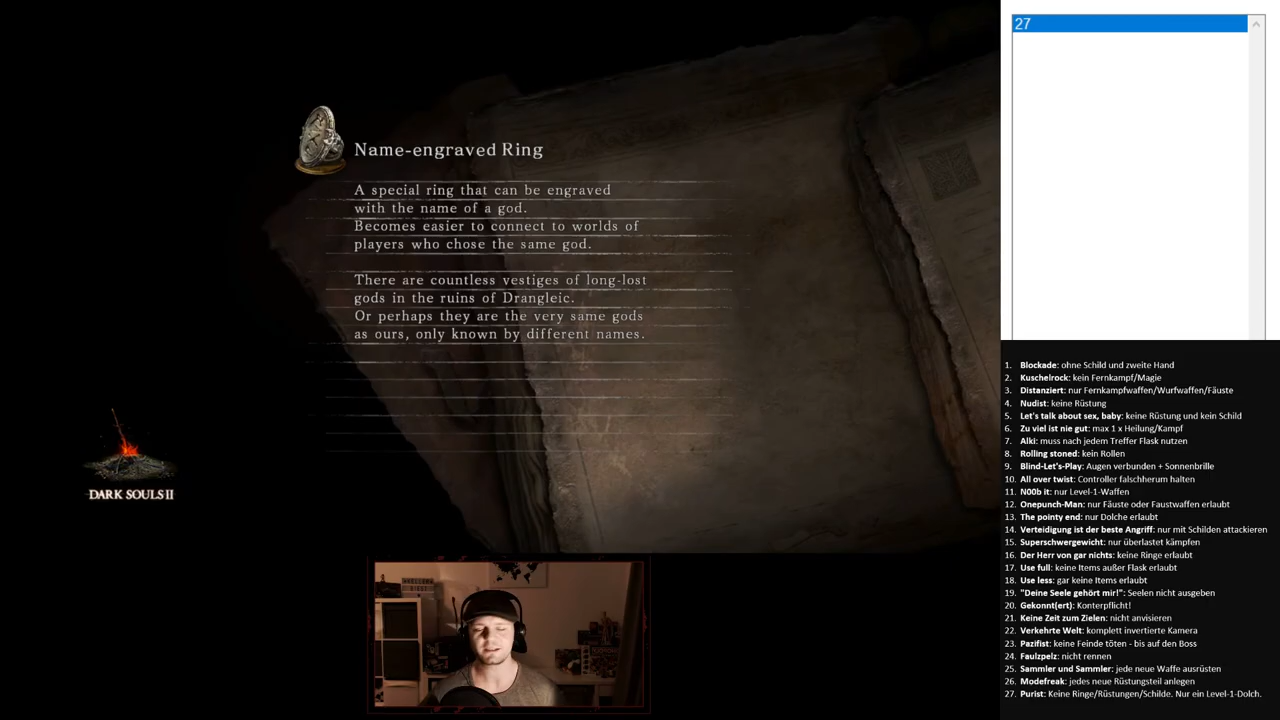 27
Name-engraved Ring
A special ring that can be engraved
with the name of a god.
Becomes easier to connect to worlds of
players who chose the same god.
There are countless vestiges of long-lost
gods in the ruins of Drangleic.
Or perhaps they are the very same gods
as ours, only known by different names.
DARK SOULS II
1. Blockade: ohne Schild und zweite Hand
2. Kuschelrock: kein Fernkampf/Magie
3. Distanziert: nur Fernkampfwaffen/Wurfwaffen/Fäuste
4. Nudist: keine Rüstung
5. Let's talk about sex, baby: keine Rüstung und kein Schild
6. Zu viel ist nie gut: max 1 x Heilung/Kampf
7. Alki: muss nach jedem Treffer Flask nutzen
8. Rolling stoned: kein Rollen
9. Blind-Let's-Play: Augen verbunden + Sonnenbrille
10. All over twist: Controller falschherum halten
11. N00b it: nur Level-1-Waffen
12. Onepunch-Man: nur Fäuste oder Faustwaffen erlaubt
13. The pointy end: nur Dolche erlaubt
14. Verteidigung ist der beste Angriff: nur mit Schilden attackieren
15. Superschwergewicht: nur überlastet kämpfen
16. Der Herr von gar nichts: keine Ringe erlaubt
17. Use full: keine Items außer Flask erlaubt
18. Use less: gar keine Items erlaubt
19. "Deine Seele gehört mir!": Seelen nicht ausgeben
20. Gekonnt(ert): Konterpflicht!
21. Keine Zeit zum Zielen: nicht anvisieren
22. Verkehrte Welt: komplett invertierte Kamera
23. Pazifist: keine Feinde töten - bis auf den Boss
24. Faulzpelz: nicht rennen
25. Sammler und Sammler: jede neue Waffe ausrüsten
26. Modefreak: jedes neue Rüstungsteil anlegen
27. Purist: Keine Ringe/Rüstungen/Schilde. Nur ein Level-1-Dolch.